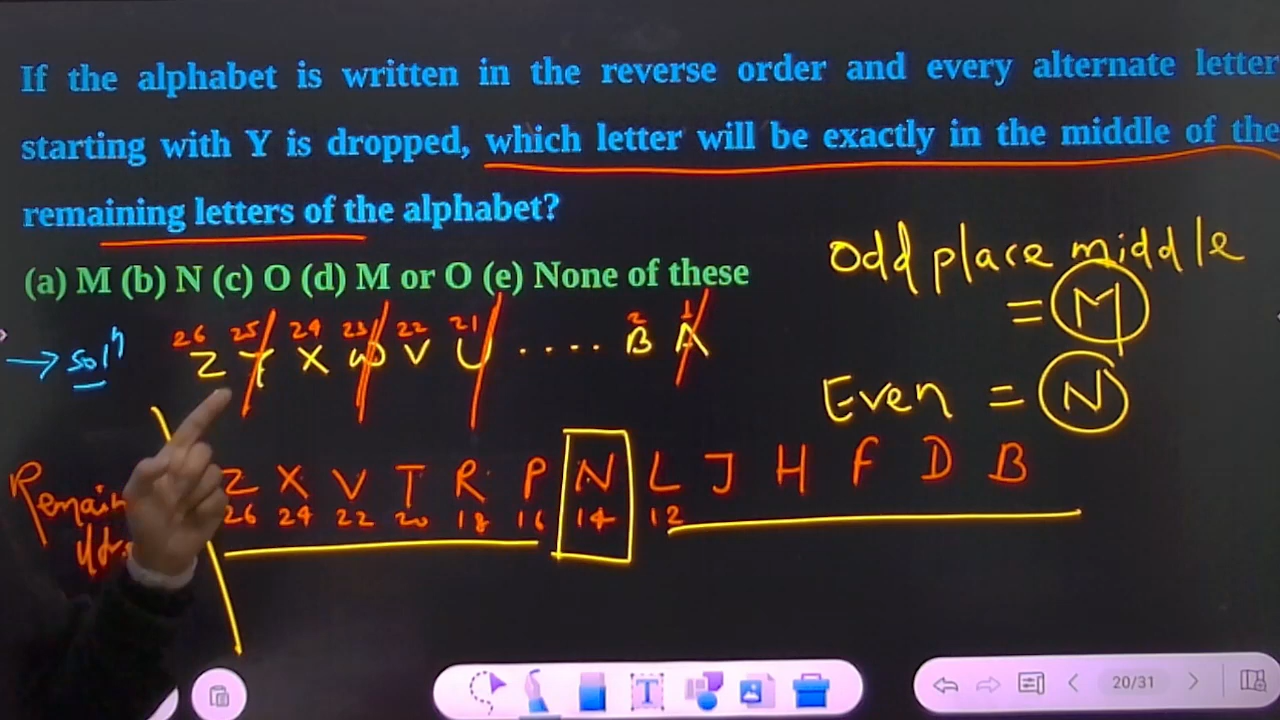 If the alphabet is written in the reverse order and every alternate letter
starting with Y is dropped, which letter will be exactly in the middle of the
remaining letters of the alphabet?
(a) M (b) N (c) O (d) M or O (e) None of these
Odd place middle
= M
Even = N
→ Solⁿ
26 25 24 23 22 21 2 1
Z Y X W V U ..... B A
Remain
Z X V T R P N L J H F D B
26 24 22 20 18 16 14 12
20/31